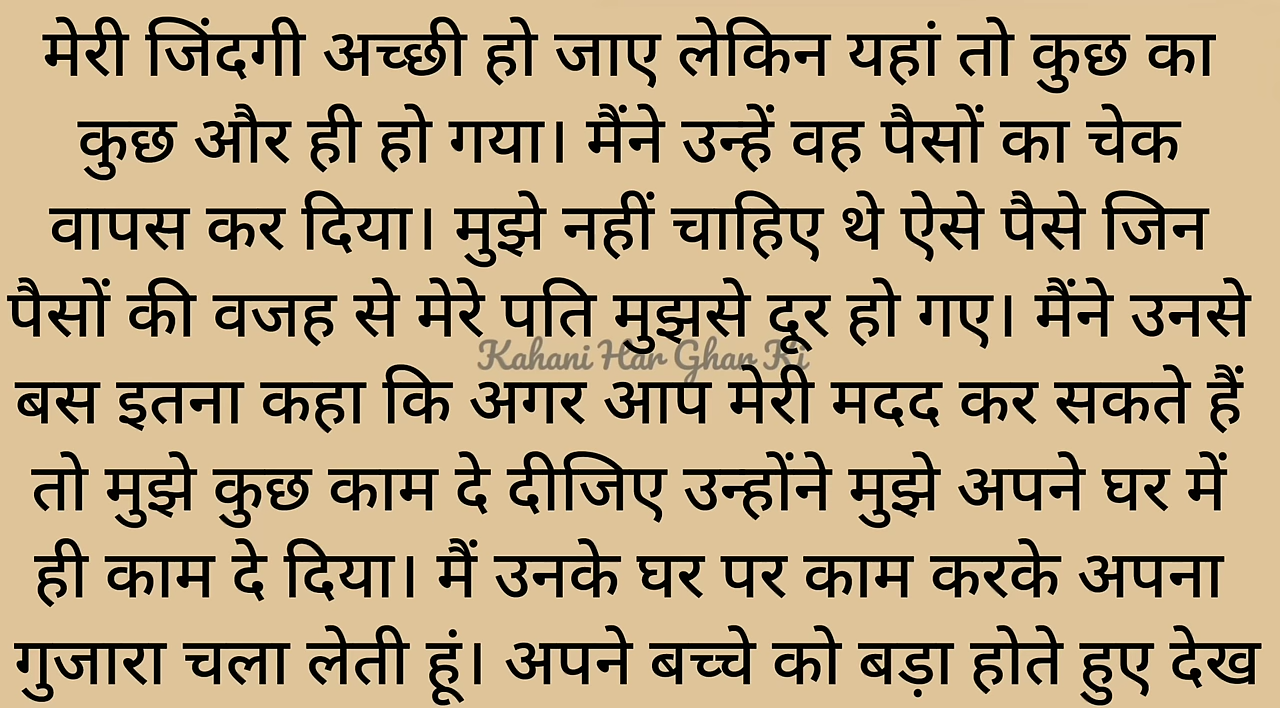 मेरी जिंदगी अच्छी हो जाए लेकिन यहां तो कुछ का
कुछ और ही हो गया। मैंने उन्हें वह पैसों का चेक
वापस कर दिया। मुझे नहीं चाहिए थे ऐसे पैसे जिन
पैसों की वजह से मेरे पति मुझसे दूर हो गए। मैंने उनसे
Kahani Har Ghar Ki
बस इतना कहा कि अगर आप मेरी मदद कर सकते हैं
तो मुझे कुछ काम दे दीजिए उन्होंने मुझे अपने घर में
ही काम दे दिया। मैं उनके घर पर काम करके अपना
गुजारा चला लेती हूं। अपने बच्चे को बड़ा होते हुए देख